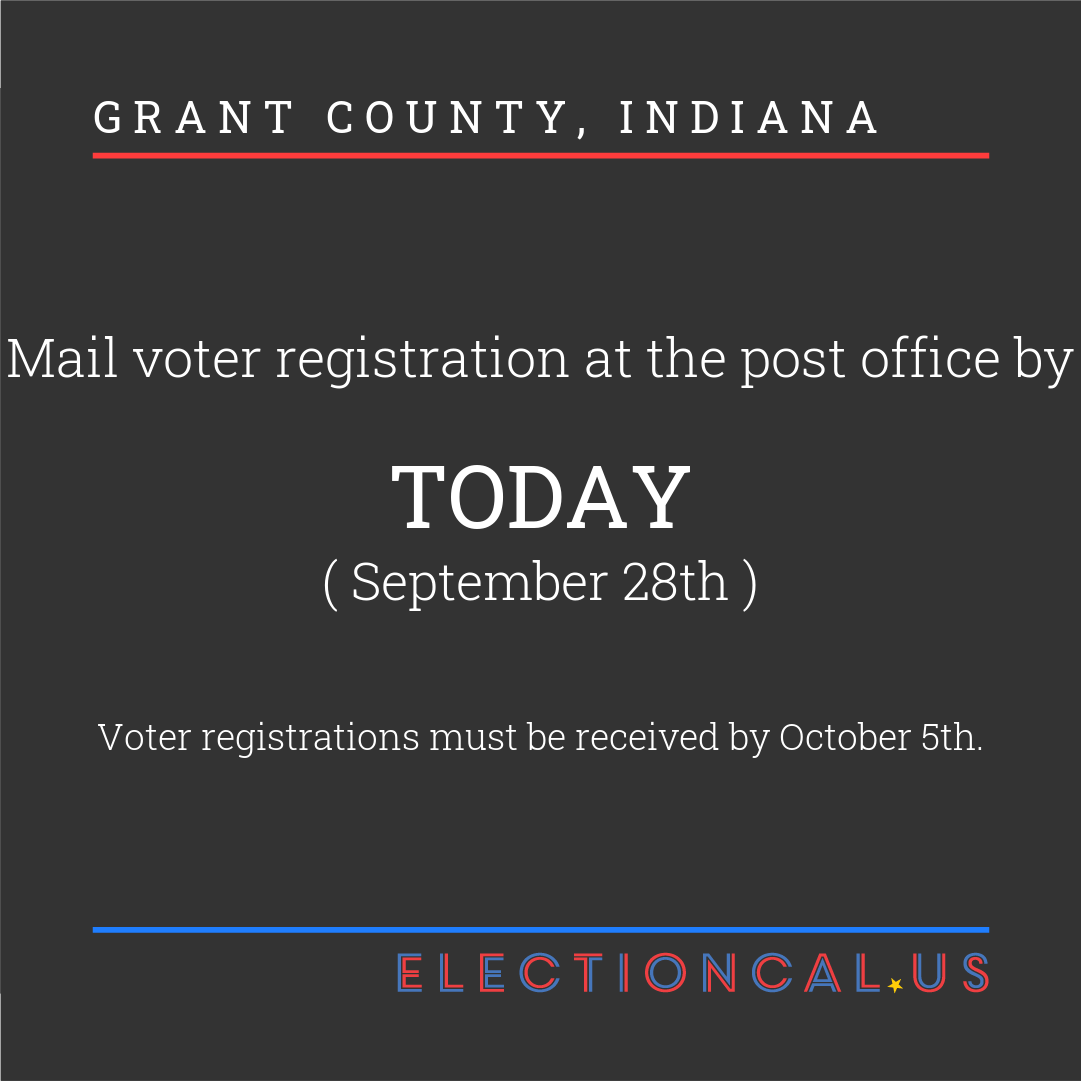 GRANT COUNTY, INDIANA
Mail voter registration at the post office by
TODAY
( September 28th )
Voter registrations must be received by October 5th.
ELECTIONCAL.US